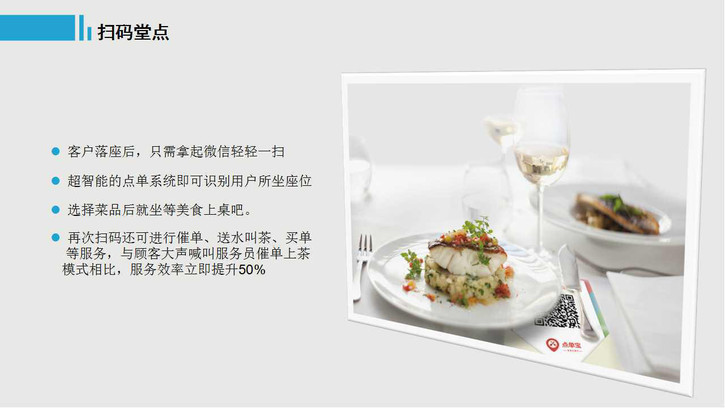 扫码堂点
客户落座后，只需拿起微信轻轻一扫
超智能的点单系统即可识别用户所坐座位
选择菜品后就坐等美食上桌吧。
再次扫码还可进行催单、送水叫茶、买单
等服务，与顾客大声喊叫服务员催单上茶
模式相比，服务效率立即提升50%